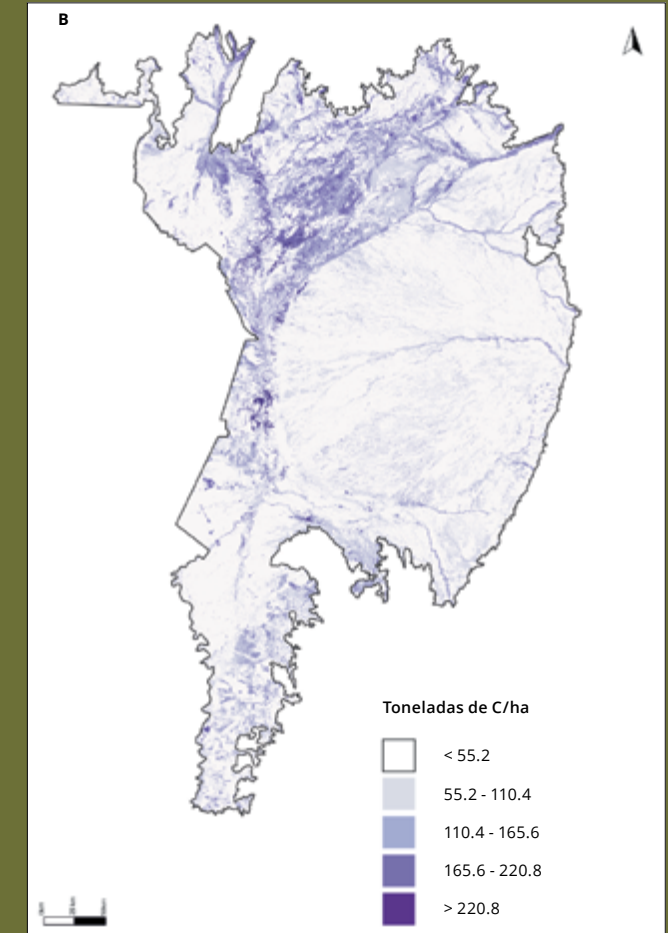 B
Toneladas de C/ha
< 55.2
55.2 - 110.4
110.4 - 165.6
165.6 - 220.8
> 220.8